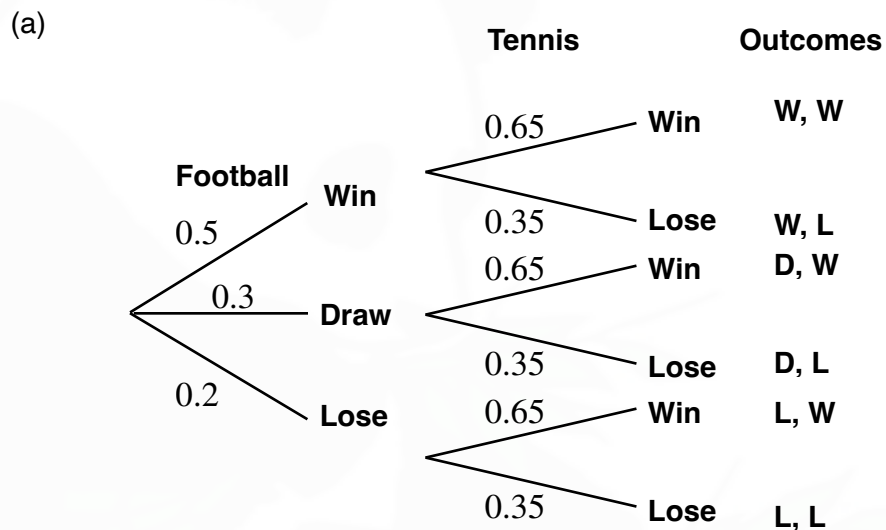 (a)
Tennis Outcomes
0.65 Win W, W
Football Win
0.5 0.35 Lose W, L
0.65 Win D, W
0.3 Draw
0.35 Lose D, L
0.2 Lose 0.65 Win L, W
0.35 Lose L, L